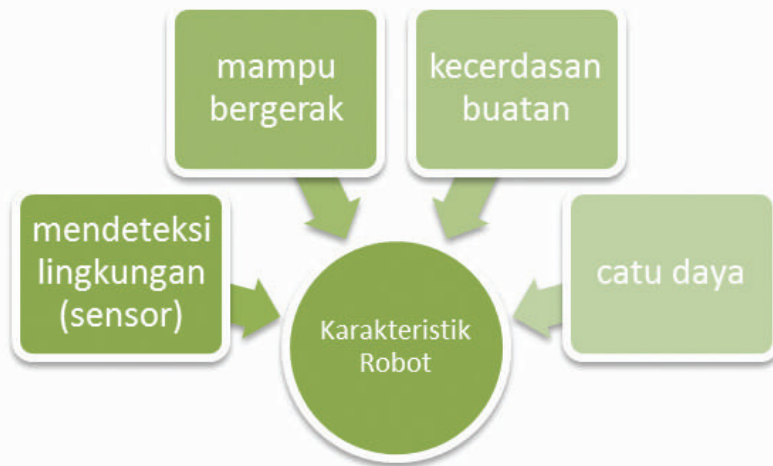 mampu
bergerak
kecerdasan
buatan
mendeteksi
lingkungan
(sensor)
catu daya
Karakteristik
Robot